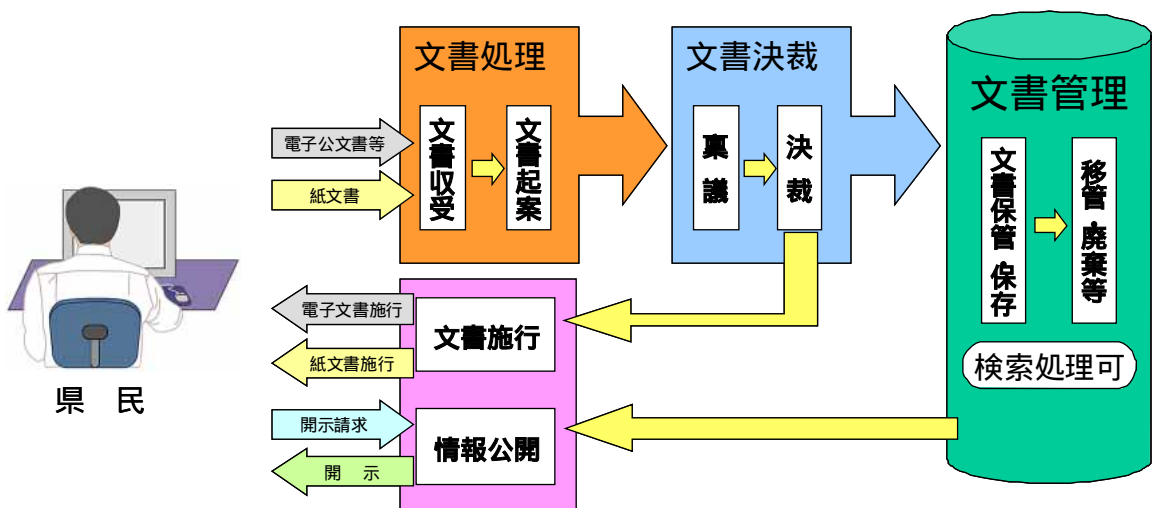 文書処理
文書決裁
文書管理
電子公文書等
紙文書
文書収受
文書起案
稟議
決裁
文書保管・保存
移管・廃棄等
検索処理可
電子文書施行
紙文書施行
文書施行
開示請求
開 示
情報公開
県 民